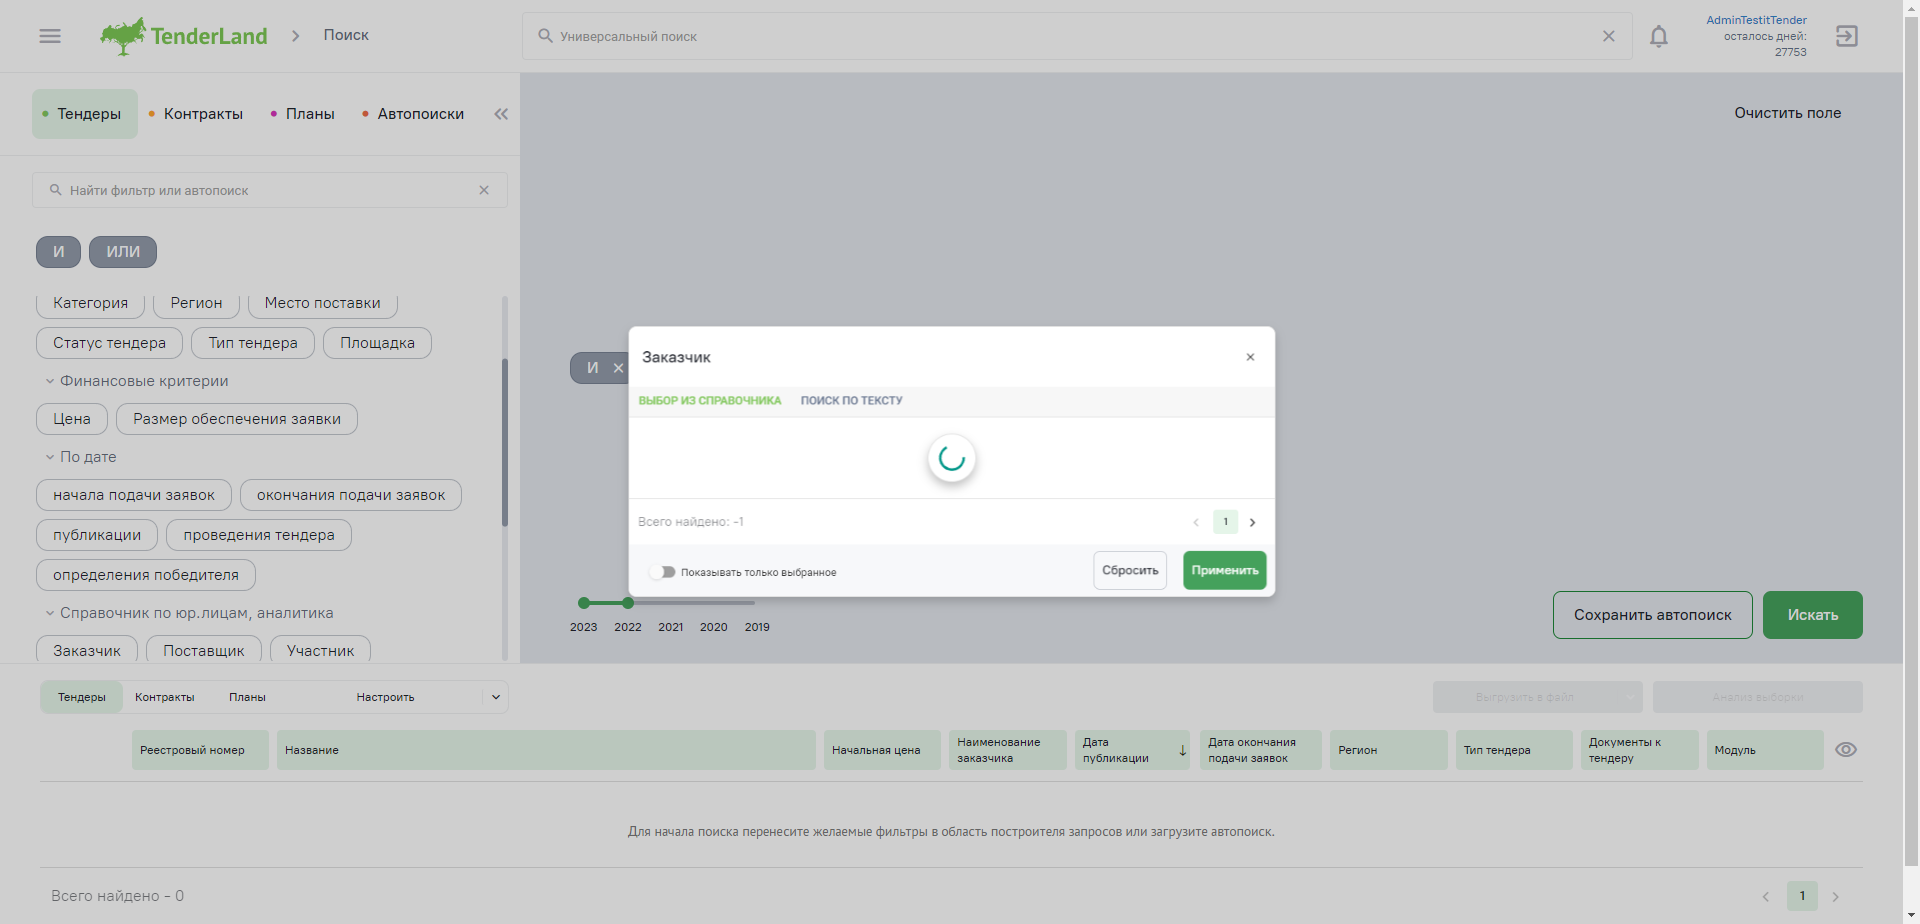 TenderLand
Поиск
Универсальный поиск
AdminTestitTender
осталось дней:
27753
Тендеры
Контракты
Планы
Автопоиски
Очистить поле
Найти фильтр или автопоиск
И
ИЛИ
Категория
Регион
Место поставки
Статус тендера
Тип тендера
Площадка
Финансовые критерии
Цена
Размер обеспечения заявки
По дате
начала подачи заявок
окончания подачи заявок
публикации
проведения тендера
определения победителя
Справочник по юр.лицам, аналитика
Заказчик
Поставщик
Участник
И
Заказчик
ВЫБОР ИЗ СПРАВОЧНИКА
ПОИСК ПО ТЕКСТУ
Всего найдено: -1
1
Показывать только выбранное
Сбросить
Применить
2023
2022
2021
2020
2019
Сохранить автопоиск
Искать
Тендеры
Контракты
Планы
Настроить
Выгрузить в файл
Анализ выборки
Реестровый номер
Название
Начальная цена
Наименование
заказчика
Дата
публикации
Дата окончания
подачи заявок
Регион
Тип тендера
Документы к
тендеру
Модуль
Для начала поиска перенесите желаемые фильтры в область построителя запросов или загрузите автопоиск.
Всего найдено - 0
1